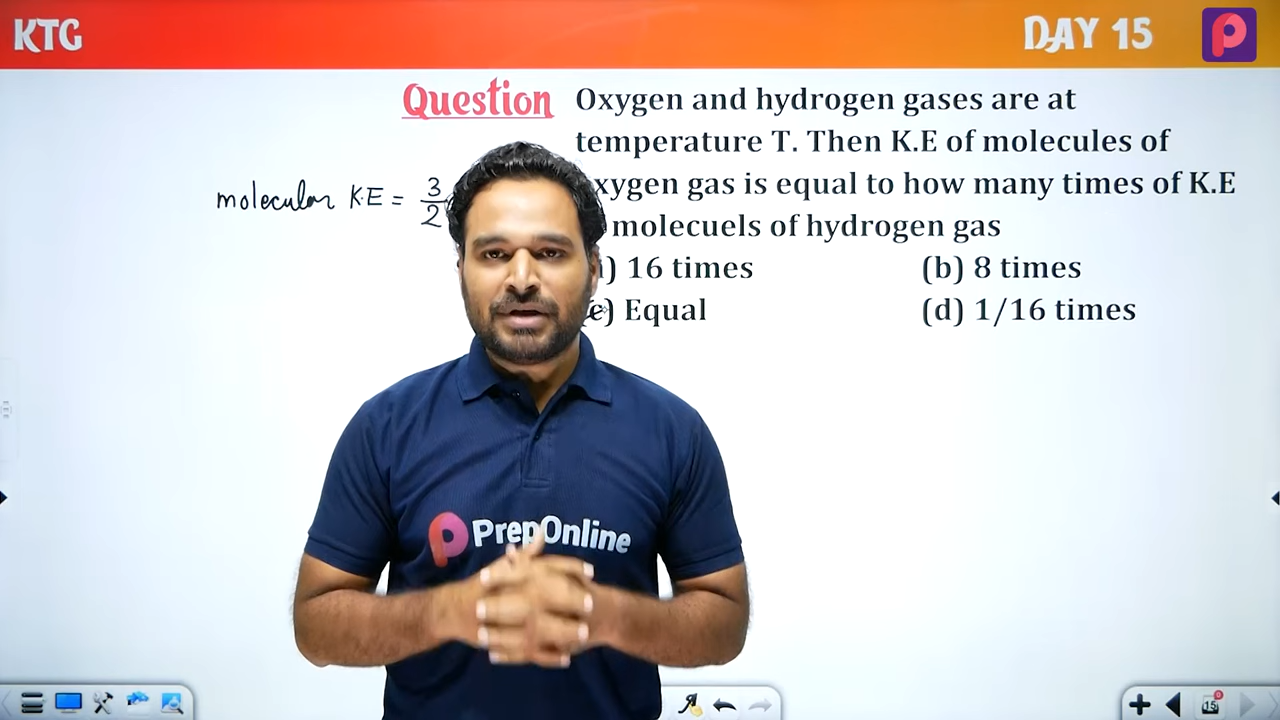 KTG
DAY 15
Question
Oxygen and hydrogen gases are at
temperature T. Then K.E of molecules of
xygen gas is equal to how many times of K.E
molecuels of hydrogen gas
molecular K.E = 3/2
) 16 times
(b) 8 times
(c) Equal
(d) 1/16 times
PrepOnline
15